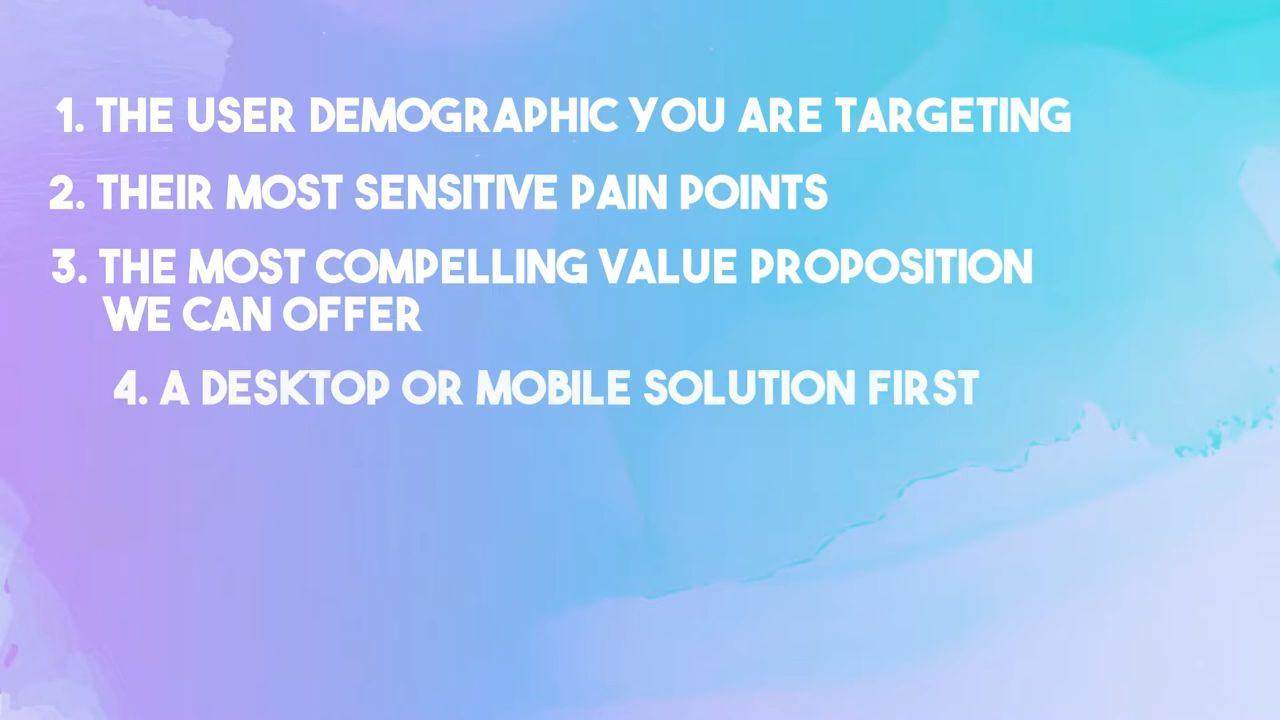 1. THE USER DEMOGRAPHIC YOU ARE TARGETING
2. THEIR MOST SENSITIVE PAIN POINTS
3. THE MOST COMPELLING VALUE PROPOSITION
WE CAN OFFER
4. A DESKTOP OR MOBILE SOLUTION FIRST